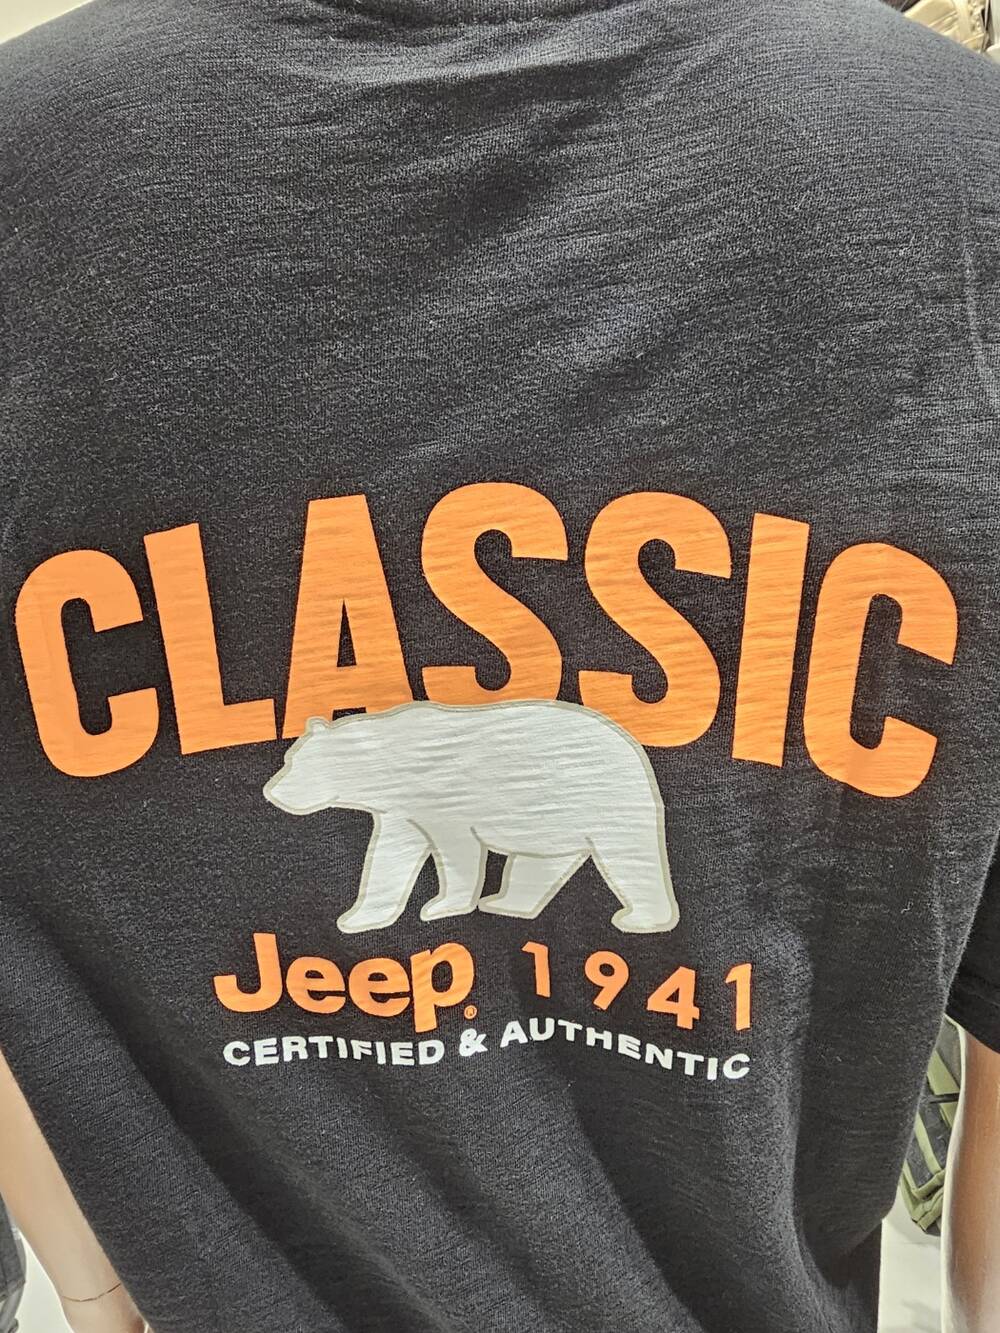 CLASSIC
Jeep® 1941
CERTIFIED & AUTHENTIC